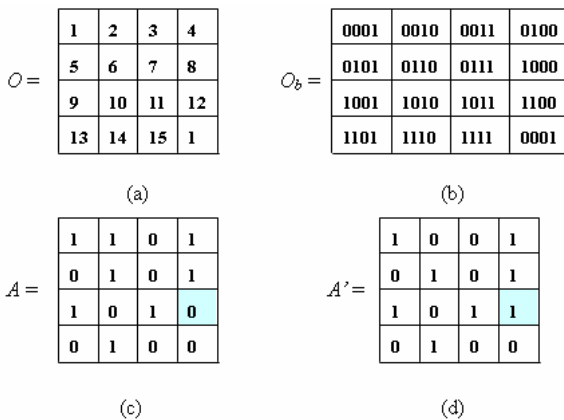 1 2 3 4 0001 0010 0011 0100
O = 5 6 7 8 O_b = 0101 0110 0111 1000
9 10 11 12 1001 1010 1011 1100
13 14 15 1 1101 1110 1111 0001
(a) (b)
1 1 0 1 1 0 0 1
A = 0 1 0 1 A’ = 0 1 0 1
1 0 1 0 1 0 1 1
0 1 0 0 0 1 0 0
(c) (d)